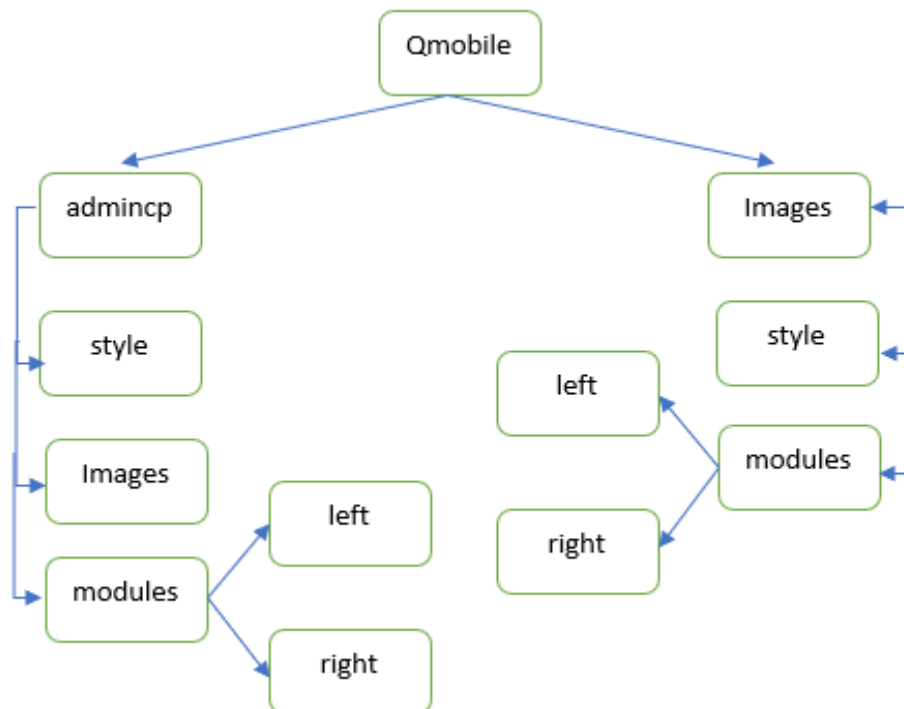 Qmobile
admincp
Images
style
style
left
modules
Images
left
right
modules
right